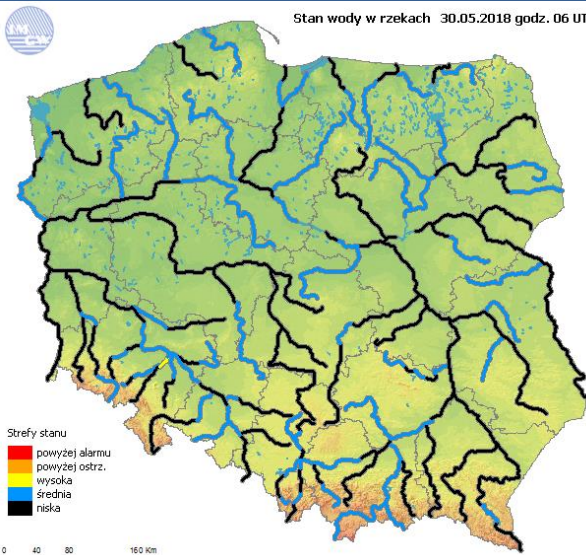 Stan wody w rzekach 30.05.2018 godz. 06 UT
Strefy stanu
powyżej alarmu
powyżej ostrz.
wysoka
średnia
niska
0 40 80 160 Km